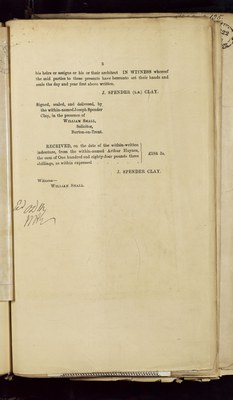 3
his heirs or assigns or his or their architect IN WITNESS whereof
the said parties to these presents have hereunto set their hands and
seals the day and year first above written.
J. SPENDER (L.S.) CLAY.
Signed, sealed, and delivered, by
the within-named Joseph Spender
Clay, in the presence of
WILLIAM SMALL,
Solicitor,
Burton-on-Trent.
RECEIVED, on the date of the within-written
indenture, from the within-named Arthur Haynes,
the sum of One hundred and eighty-four pounds three
shillings, as within expressed
£184 3s.
J. SPENDER CLAY.
Witness—
WILLIAM SMALL.